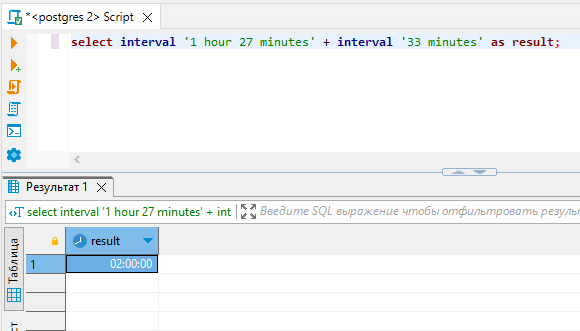 *<postgres 2> Script
select interval '1 hour 27 minutes' + interval '33 minutes' as result;
Результат 1
select interval '1 hour 27 minutes' + int
Введите SQL выражение чтобы отфильтровать резуль
Таблица
result
1
02:00:00
ст